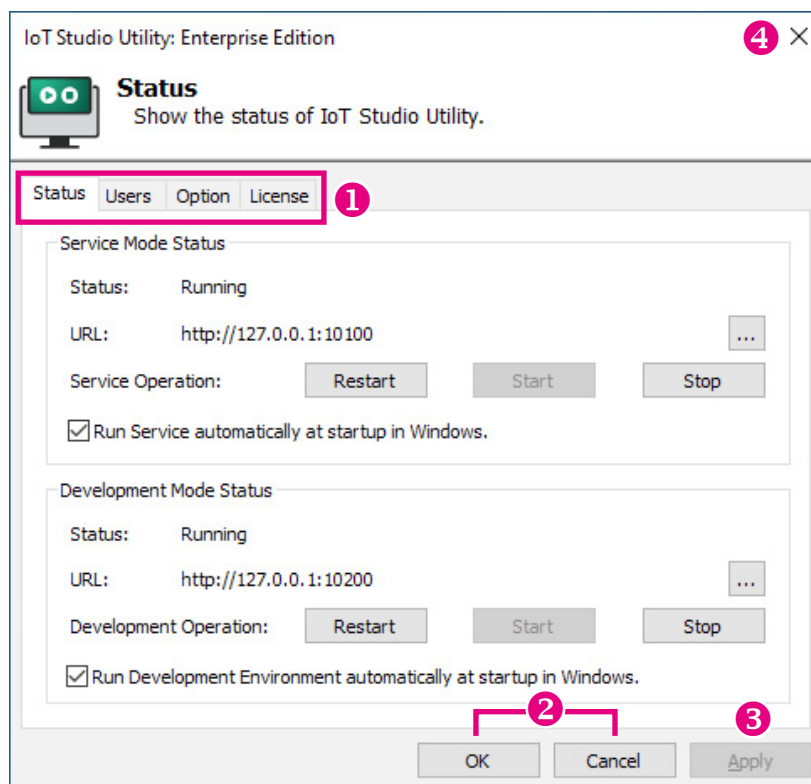 IoT Studio Utility: Enterprise Edition 4
Status
Show the status of IoT Studio Utility.
Status Users Option License 1
Service Mode Status
Status: Running
URL: http://127.0.0.1:10100 ...
Service Operation: Restart Start Stop
Run Service automatically at startup in Windows.
Development Mode Status
Status: Running
URL: http://127.0.0.1:10200 ...
Development Operation: Restart Start Stop
Run Development Environment automatically at startup in Windows.
2 3
OK Cancel Apply